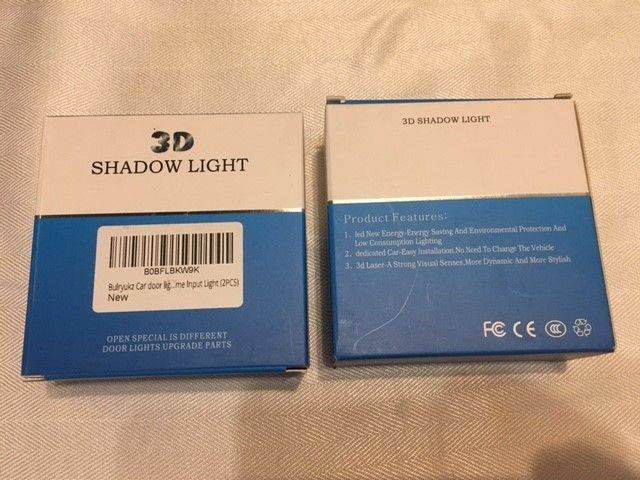 3D
SHADOW LIGHT
B0BFLBKW9K
Bulryukz Car door lig...me Input Light (2PCS)
New
OPEN SPECIAL IS DIFFERENT
DOOR LIGHTS UPGRADE PARTS
3D SHADOW LIGHT
Product Features:
1. led New Energy-Energy Saving And Environmental Protection And
Low Consumption Lighting
2. dedicated Car-Easy Installation.No Need To Change The Vehicle
3. 3d Laser-A Strong Visual Senses,More Dynamic And More Stylish
FC CE CCC